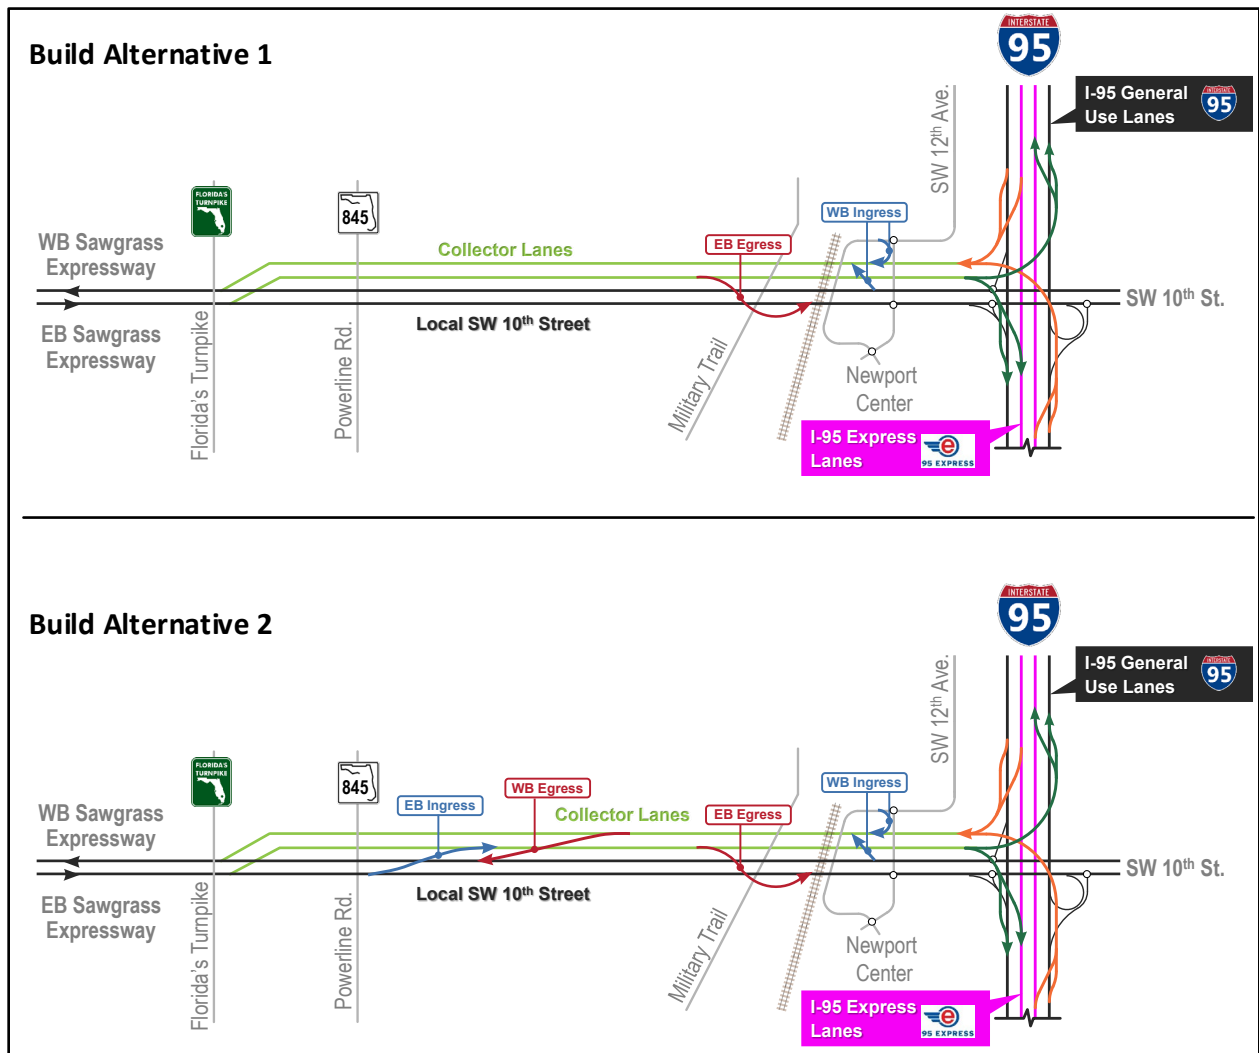 Build Alternative 1
INTERSTATE
95
I-95 General
Use Lanes
INTERSTATE
95
SW 12th Ave.
FLORIDA'S
TURNPIKE
845
WB Ingress
WB Sawgrass
Expressway
Collector Lanes
EB Egress
SW 10th St.
EB Sawgrass
Expressway
Local SW 10th Street
Florida's Turnpike
Powerline Rd.
Military Trail
Newport
Center
I-95 Express
Lanes
e
95 EXPRESS
Build Alternative 2
INTERSTATE
95
I-95 General
Use Lanes
INTERSTATE
95
SW 12th Ave.
FLORIDA'S
TURNPIKE
845
WB Egress
WB Ingress
EB Ingress
WB Sawgrass
Expressway
Collector Lanes
EB Egress
SW 10th St.
EB Sawgrass
Expressway
Local SW 10th Street
Florida's Turnpike
Powerline Rd.
Military Trail
Newport
Center
I-95 Express
Lanes
e
95 EXPRESS